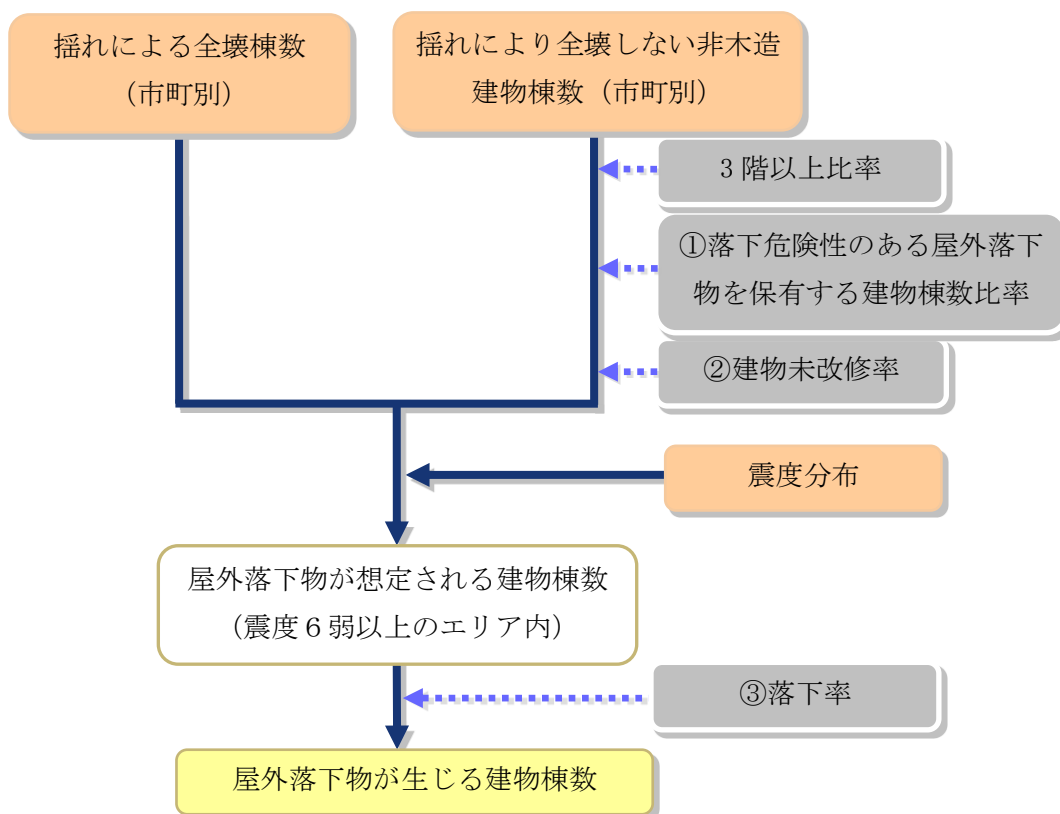 揺れによる全壊棟数
（市町別）
揺れにより全壊しない非木造
建物棟数（市町別）
３階以上比率
①落下危険性のある屋外落下
物を保有する建物棟数比率
②建物未改修率
震度分布
屋外落下物が想定される建物棟数
（震度６弱以上のエリア内）
③落下率
屋外落下物が生じる建物棟数